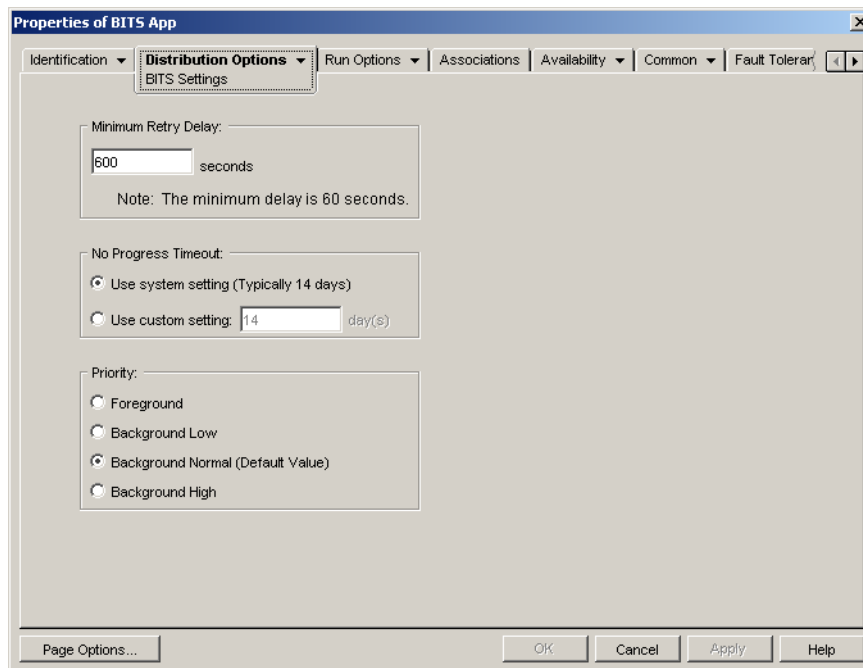 Properties of BITS App
Identification
Distribution Options
Run Options
Associations
Availability
Common
Fault
BITS Settings
Minimum Retry Delay:
600 seconds
Note: The minimum delay is 60 seconds.
No Progress Timeout:
Use system setting (Typically 14 days)
Use custom setting: 14 day(s)
Priority:
Foreground
Background Low
Background Normal (Default Value)
Background High
Page Options...
OK
Cancel
Apply
Help